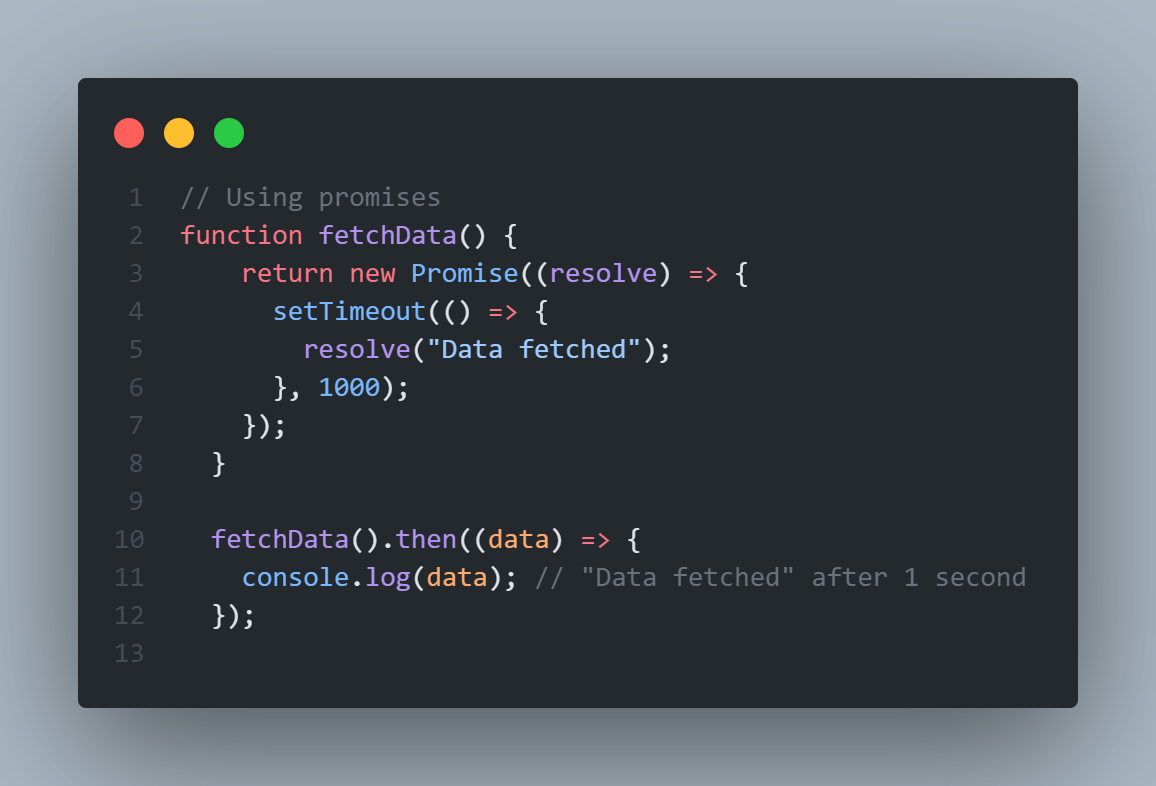 1 // Using promises
2 function fetchData() {
3     return new Promise((resolve) => {
4       setTimeout(() => {
5         resolve("Data fetched");
6       }, 1000);
7     });
8   }
9
10   fetchData().then((data) => {
11     console.log(data); // "Data fetched" after 1 second
12   });
13